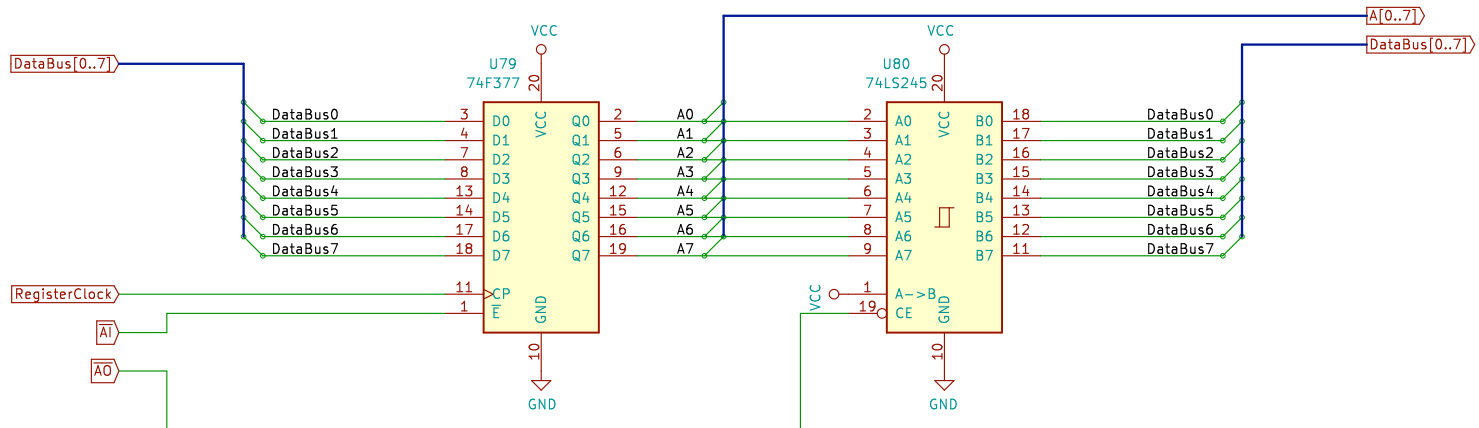 A[0..7]
VCC VCC
DataBus[0..7]
DataBus[0..7] U79 U80
74F377 20 74LS245 20
DataBus0 3 D0 VCC Q0 2 A0 2 A0 VCC B0 18 DataBus0
DataBus1 4 D1 Q1 5 A1 3 A1 B1 17 DataBus1
DataBus2 7 D2 Q2 6 A2 4 A2 B2 16 DataBus2
DataBus3 8 D3 Q3 9 A3 5 A3 B3 15 DataBus3
DataBus4 13 D4 Q4 12 A4 6 A4 B4 14 DataBus4
DataBus5 14 D5 Q5 15 A5 7 A5 B5 13 DataBus5
DataBus6 17 D6 Q6 16 A6 8 A6 B6 12 DataBus6
DataBus7 18 D7 Q7 19 A7 9 A7 B7 11 DataBus7
RegisterClock 11 CP VCC 1 A->B
1 E̅ GND 19 CE GND
A̅I̅
10 10
A̅O̅
GND GND